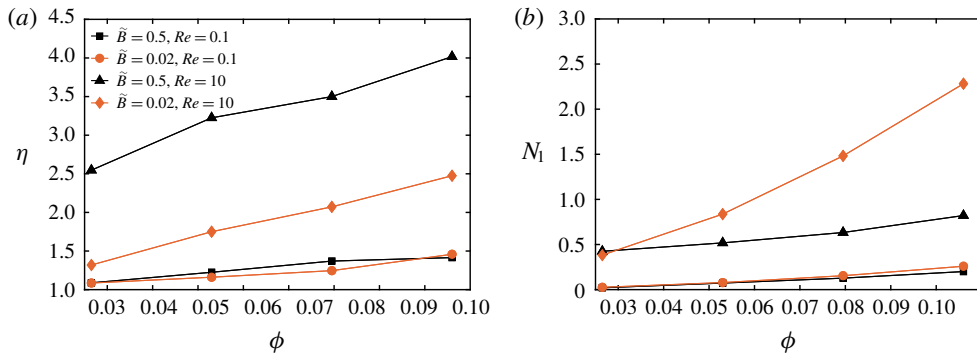 (a)
4.5
4.0
3.5
3.0
2.5
2.0
1.5
1.0
η
B̃ = 0.5, Re = 0.1
B̃ = 0.02, Re = 0.1
B̃ = 0.5, Re = 10
B̃ = 0.02, Re = 10
0.03 0.04 0.05 0.06 0.07 0.08 0.09 0.10
ϕ
(b)
3.0
2.5
2.0
1.5
1.0
0.5
0
N₁
0.03 0.04 0.05 0.06 0.07 0.08 0.09 0.10
ϕ